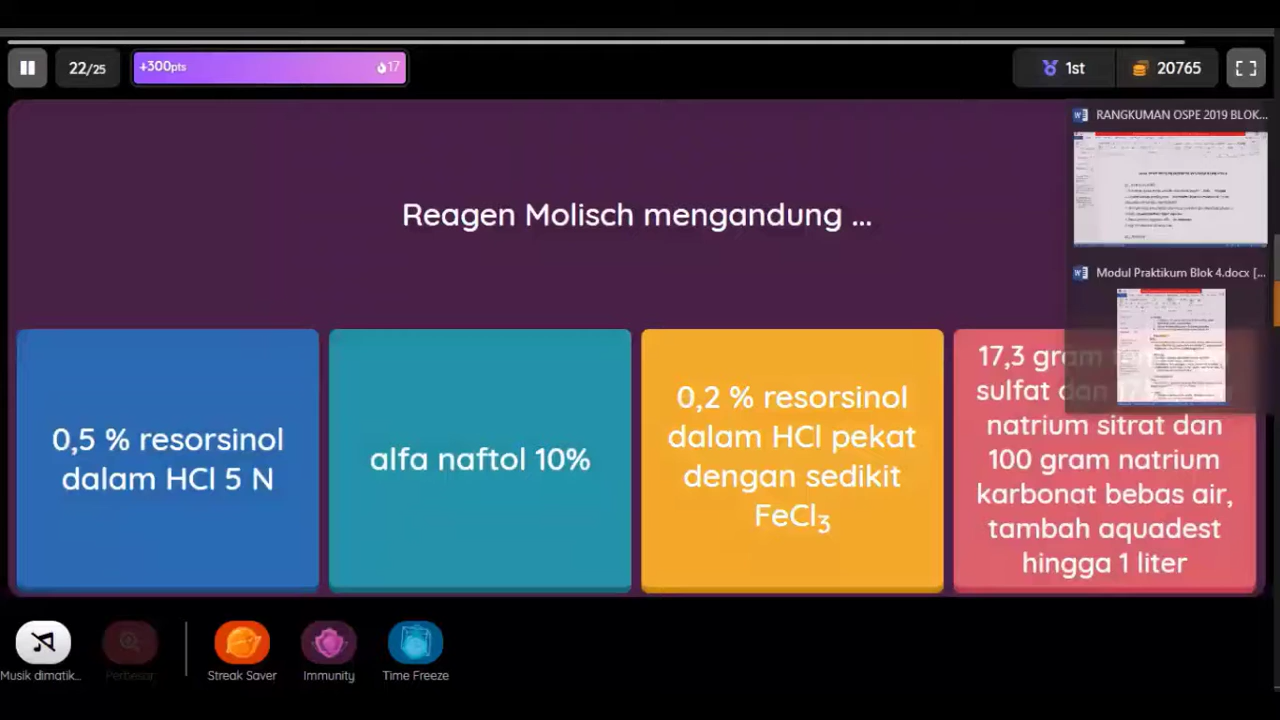 22/25
+300pts
17
1st
20765
RANGKUMAN OSPE 2019 BLOK...
Modul Praktikum Blok 4.docx [...
Reagen Molisch mengandung ...
0,5 % resorsinol
dalam HCl 5 N
alfa naftol 10%
0,2 % resorsinol
dalam HCl pekat
dengan sedikit
FeCl3
17,3 gram
sulfat dan
natrium sitrat dan
100 gram natrium
karbonat bebas air,
tambah aquadest
hingga 1 liter
Musik dimatik...
Perbesar
Streak Saver
Immunity
Time Freeze